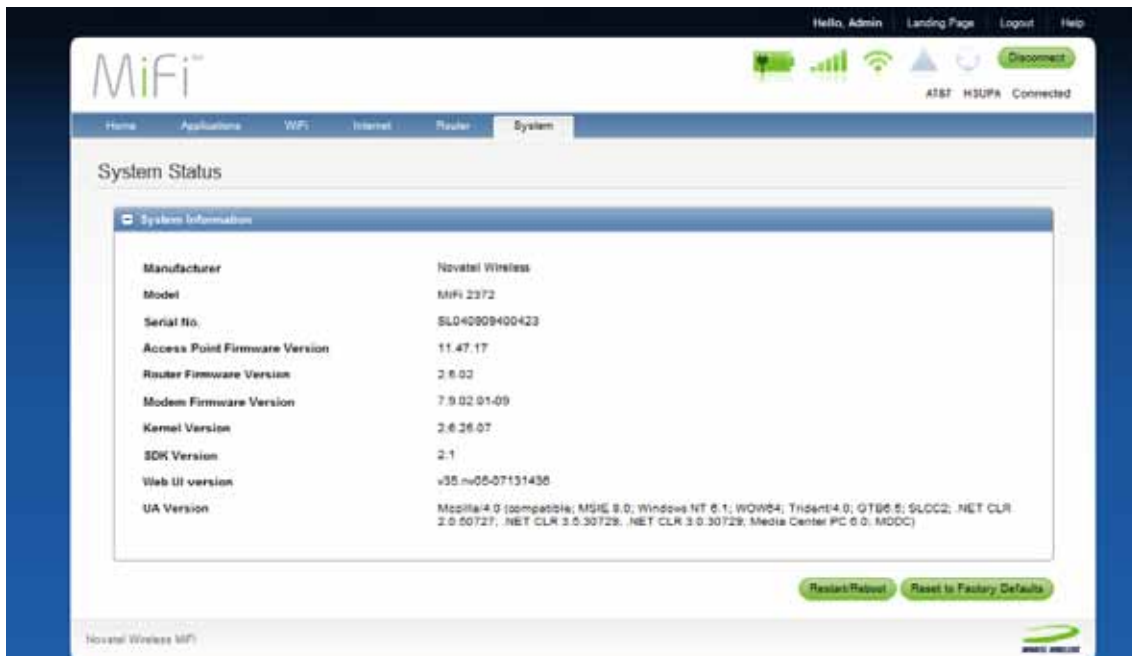 Hello, Admin Landing Page Logout Help
MiFi™
Disconnect
AT&T HSUPA Connected
Home Applications WiFi Internet Router System
System Status
System Information
Manufacturer Novatel Wireless
Model MiFi 2372
Serial No. SL040909400423
Access Point Firmware Version 11.47.17
Router Firmware Version 2.6.02
Modem Firmware Version 7.9.02.01-09
Kernel Version 2.6.26.07
SDK Version 2.1
Web UI version v35.nv05-07131436
UA Version Mozilla/4.0 (compatible; MSIE 8.0; Windows NT 6.1; WOW64; Trident/4.0; GTB6.5; SLCC2; .NET CLR
2.0.50727; .NET CLR 3.5.30729; .NET CLR 3.0.30729; Media Center PC 6.0; MDDC)
Restart/Reboot Reset to Factory Defaults
Novatel Wireless MiFi
NOVATEL WIRELESS